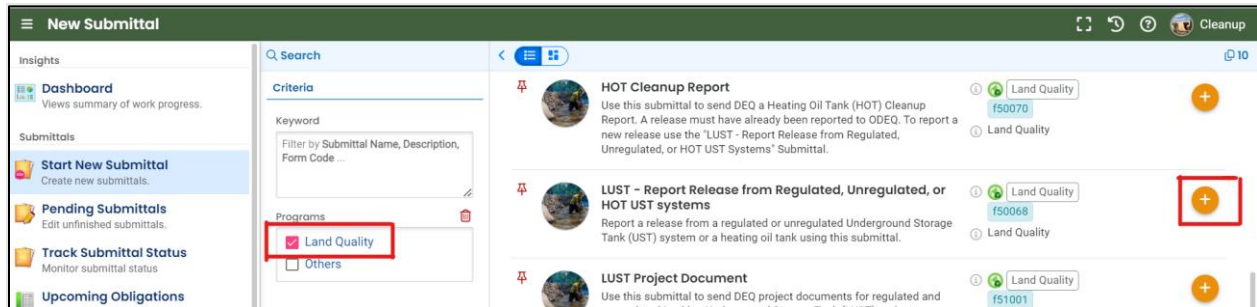 New Submittal
Cleanup
Insights
Dashboard
Views summary of work progress.
Submittals
Start New Submittal
Create new submittals.
Pending Submittals
Edit unfinished submittals.
Track Submittal Status
Monitor submittal status
Upcoming Obligations
Search
Criteria
Keyword
Filter by Submittal Name, Description,
Form Code ...
Programs
Land Quality
Others
10
HOT Cleanup Report
Use this submittal to send DEQ a Heating Oil Tank (HOT) Cleanup
Report. A release must have already been reported to ODEQ. To report a
new release use the "LUST - Report Release from Regulated,
Unregulated, or HOT UST Systems" Submittal.
Land Quality
f50070
Land Quality
LUST - Report Release from Regulated, Unregulated, or
HOT UST systems
Report a release from a regulated or unregulated Underground Storage
Tank (UST) system or a heating oil tank using this submittal.
Land Quality
f50068
Land Quality
LUST Project Document
Use this submittal to send DEQ project documents for regulated and
Land Quality
f51001